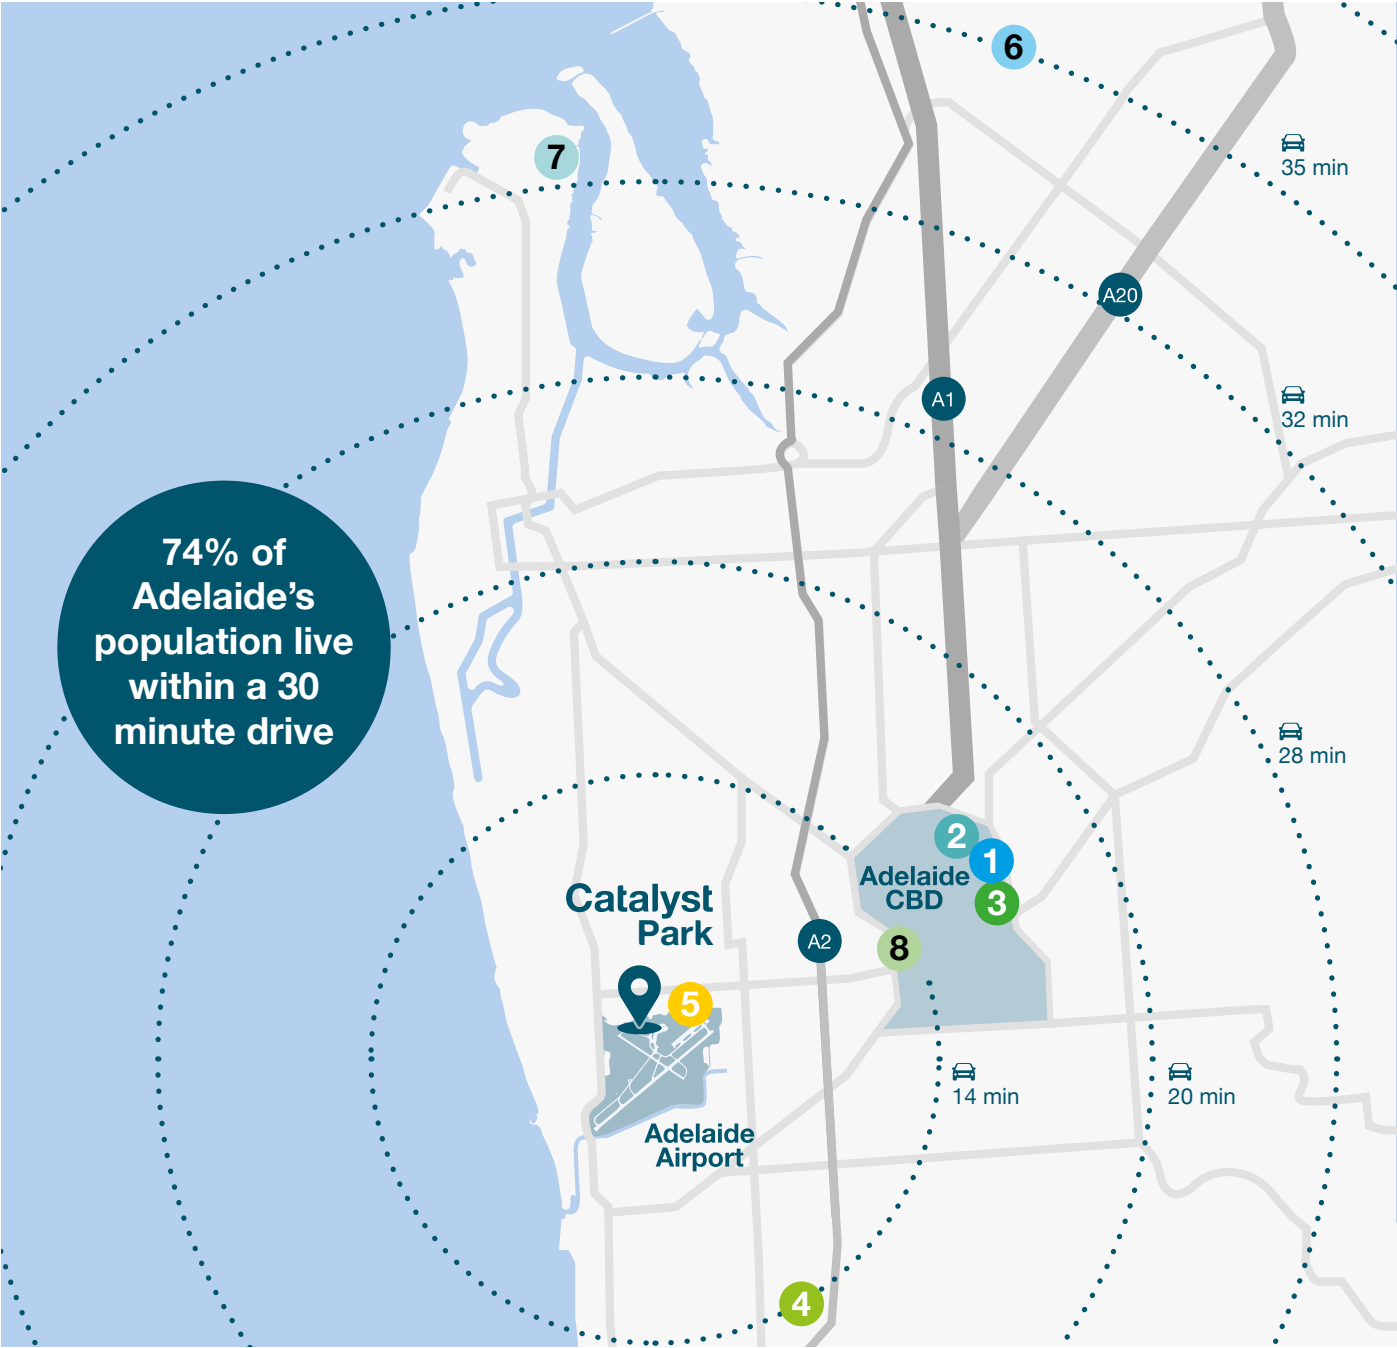 6
7
35 min
A20
A1
32 min
74% of
Adelaide’s
population live
within a 30
minute drive
28 min
2
1
Adelaide
CBD
3
Catalyst
Park
A2
8
5
14 min
20 min
Adelaide
Airport
4